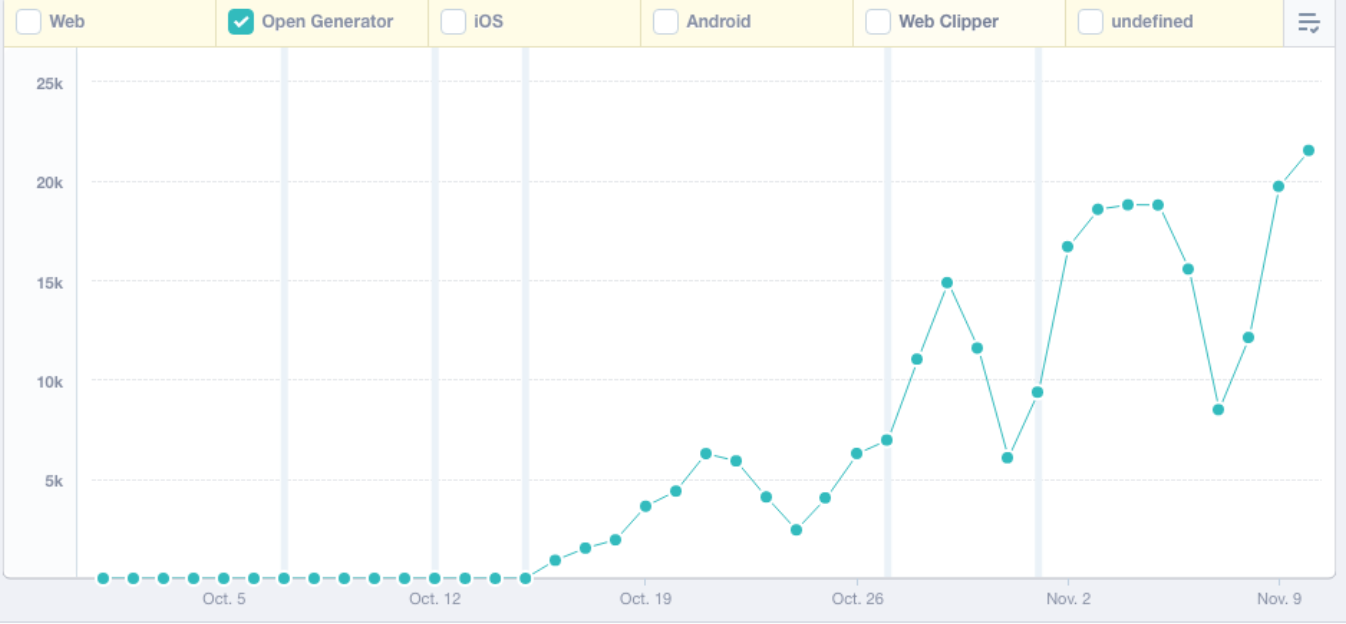 Web Open Generator iOS Android Web Clipper undefined
25k
20k
15k
10k
5k
Oct. 5 Oct. 12 Oct. 19 Oct. 26 Nov. 2 Nov. 9